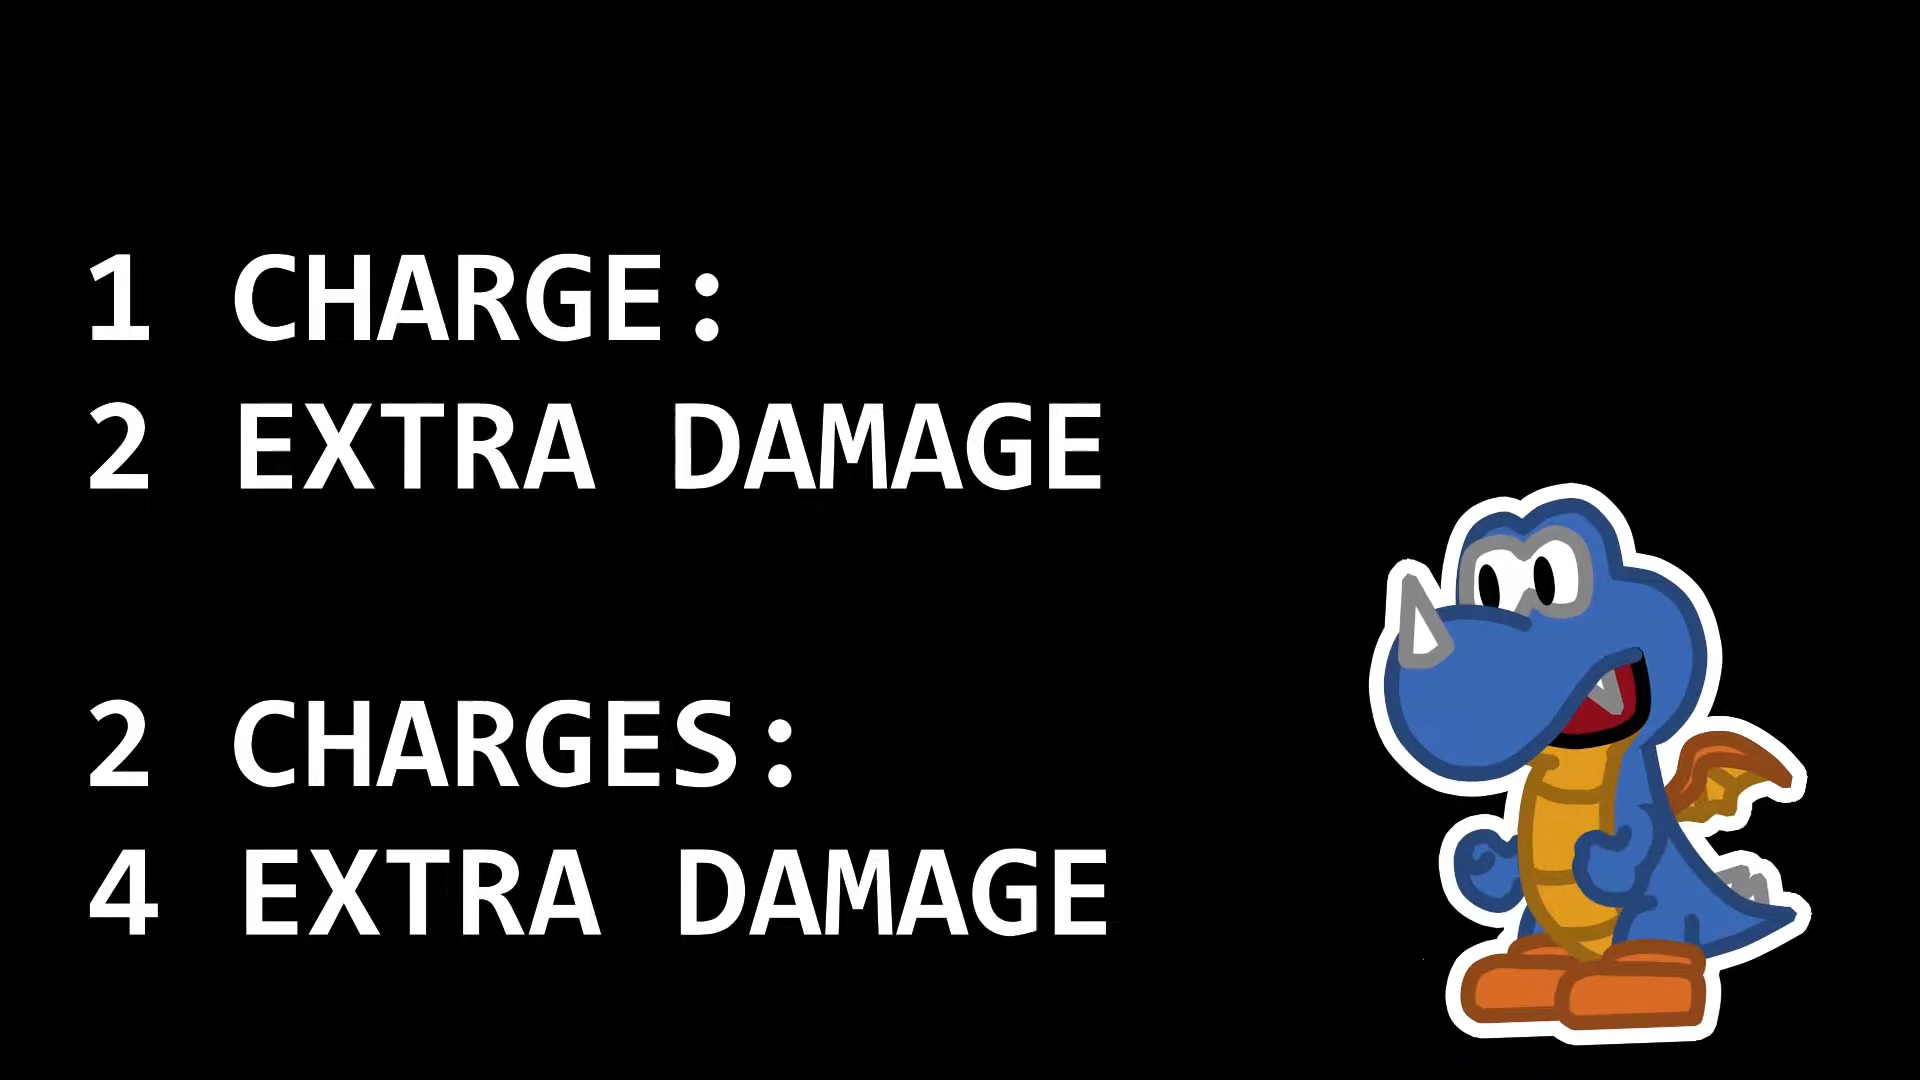 1 CHARGE:
2 EXTRA DAMAGE
2 CHARGES:
4 EXTRA DAMAGE